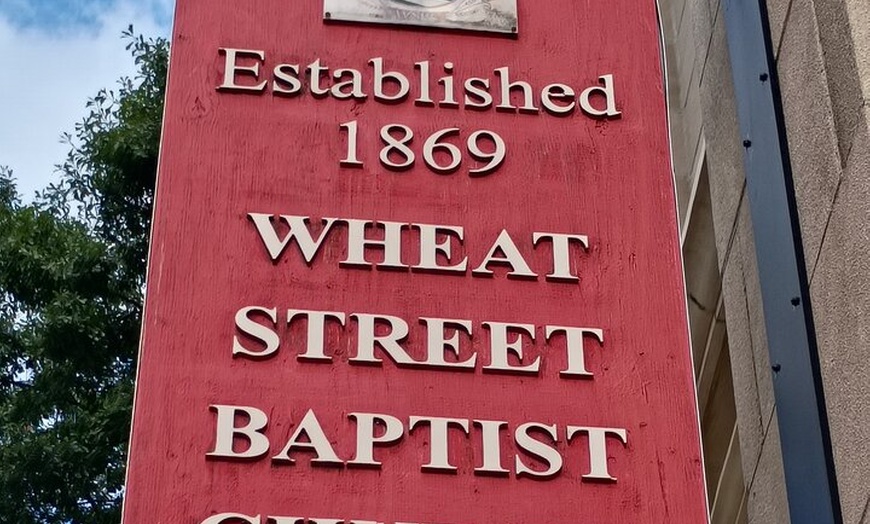 Established
1869
WHEAT
STREET
BAPTIST